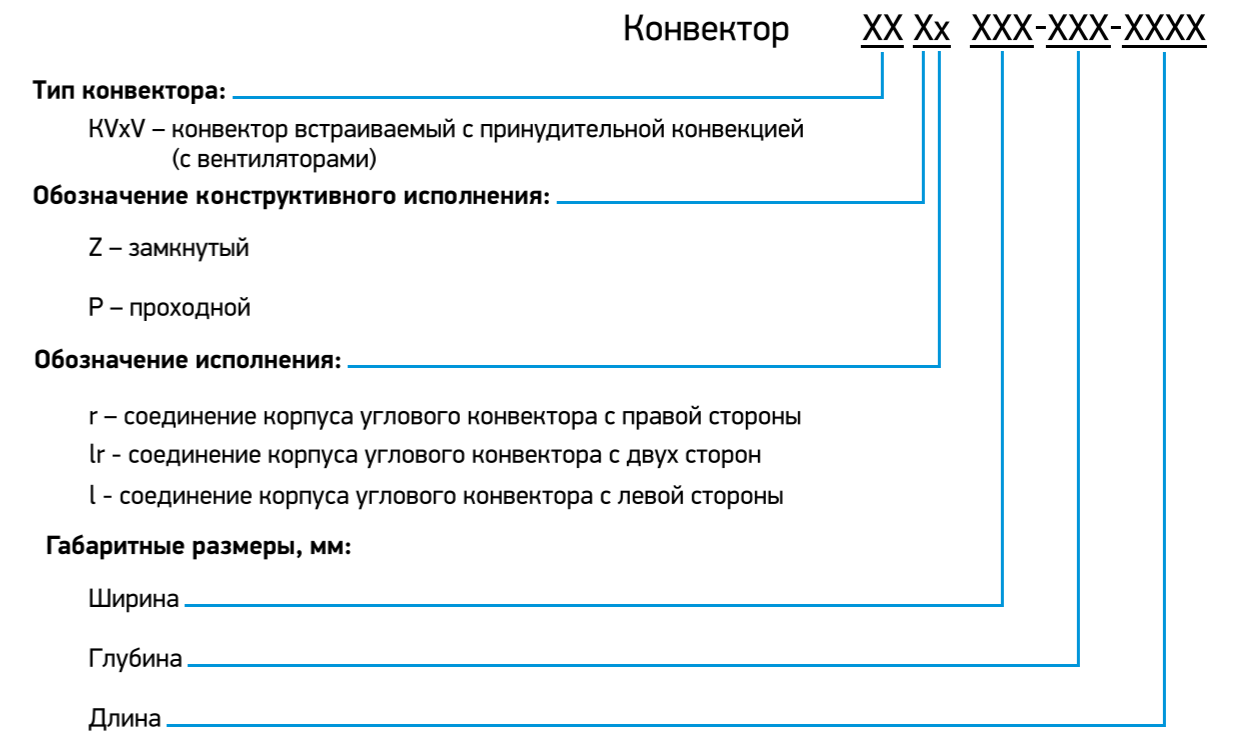 Конвектор XX Xx XXX-XXX-XXXX
Тип конвектора:
KVxV – конвектор встраиваемый с принудительной конвекцией
(с вентиляторами)
Обозначение конструктивного исполнения:
Z – замкнутый
P – проходной
Обозначение исполнения:
r – соединение корпуса углового конвектора с правой стороны
lr - соединение корпуса углового конвектора с двух сторон
l - соединение корпуса углового конвектора с левой стороны
Габаритные размеры, мм:
Ширина
Глубина
Длина